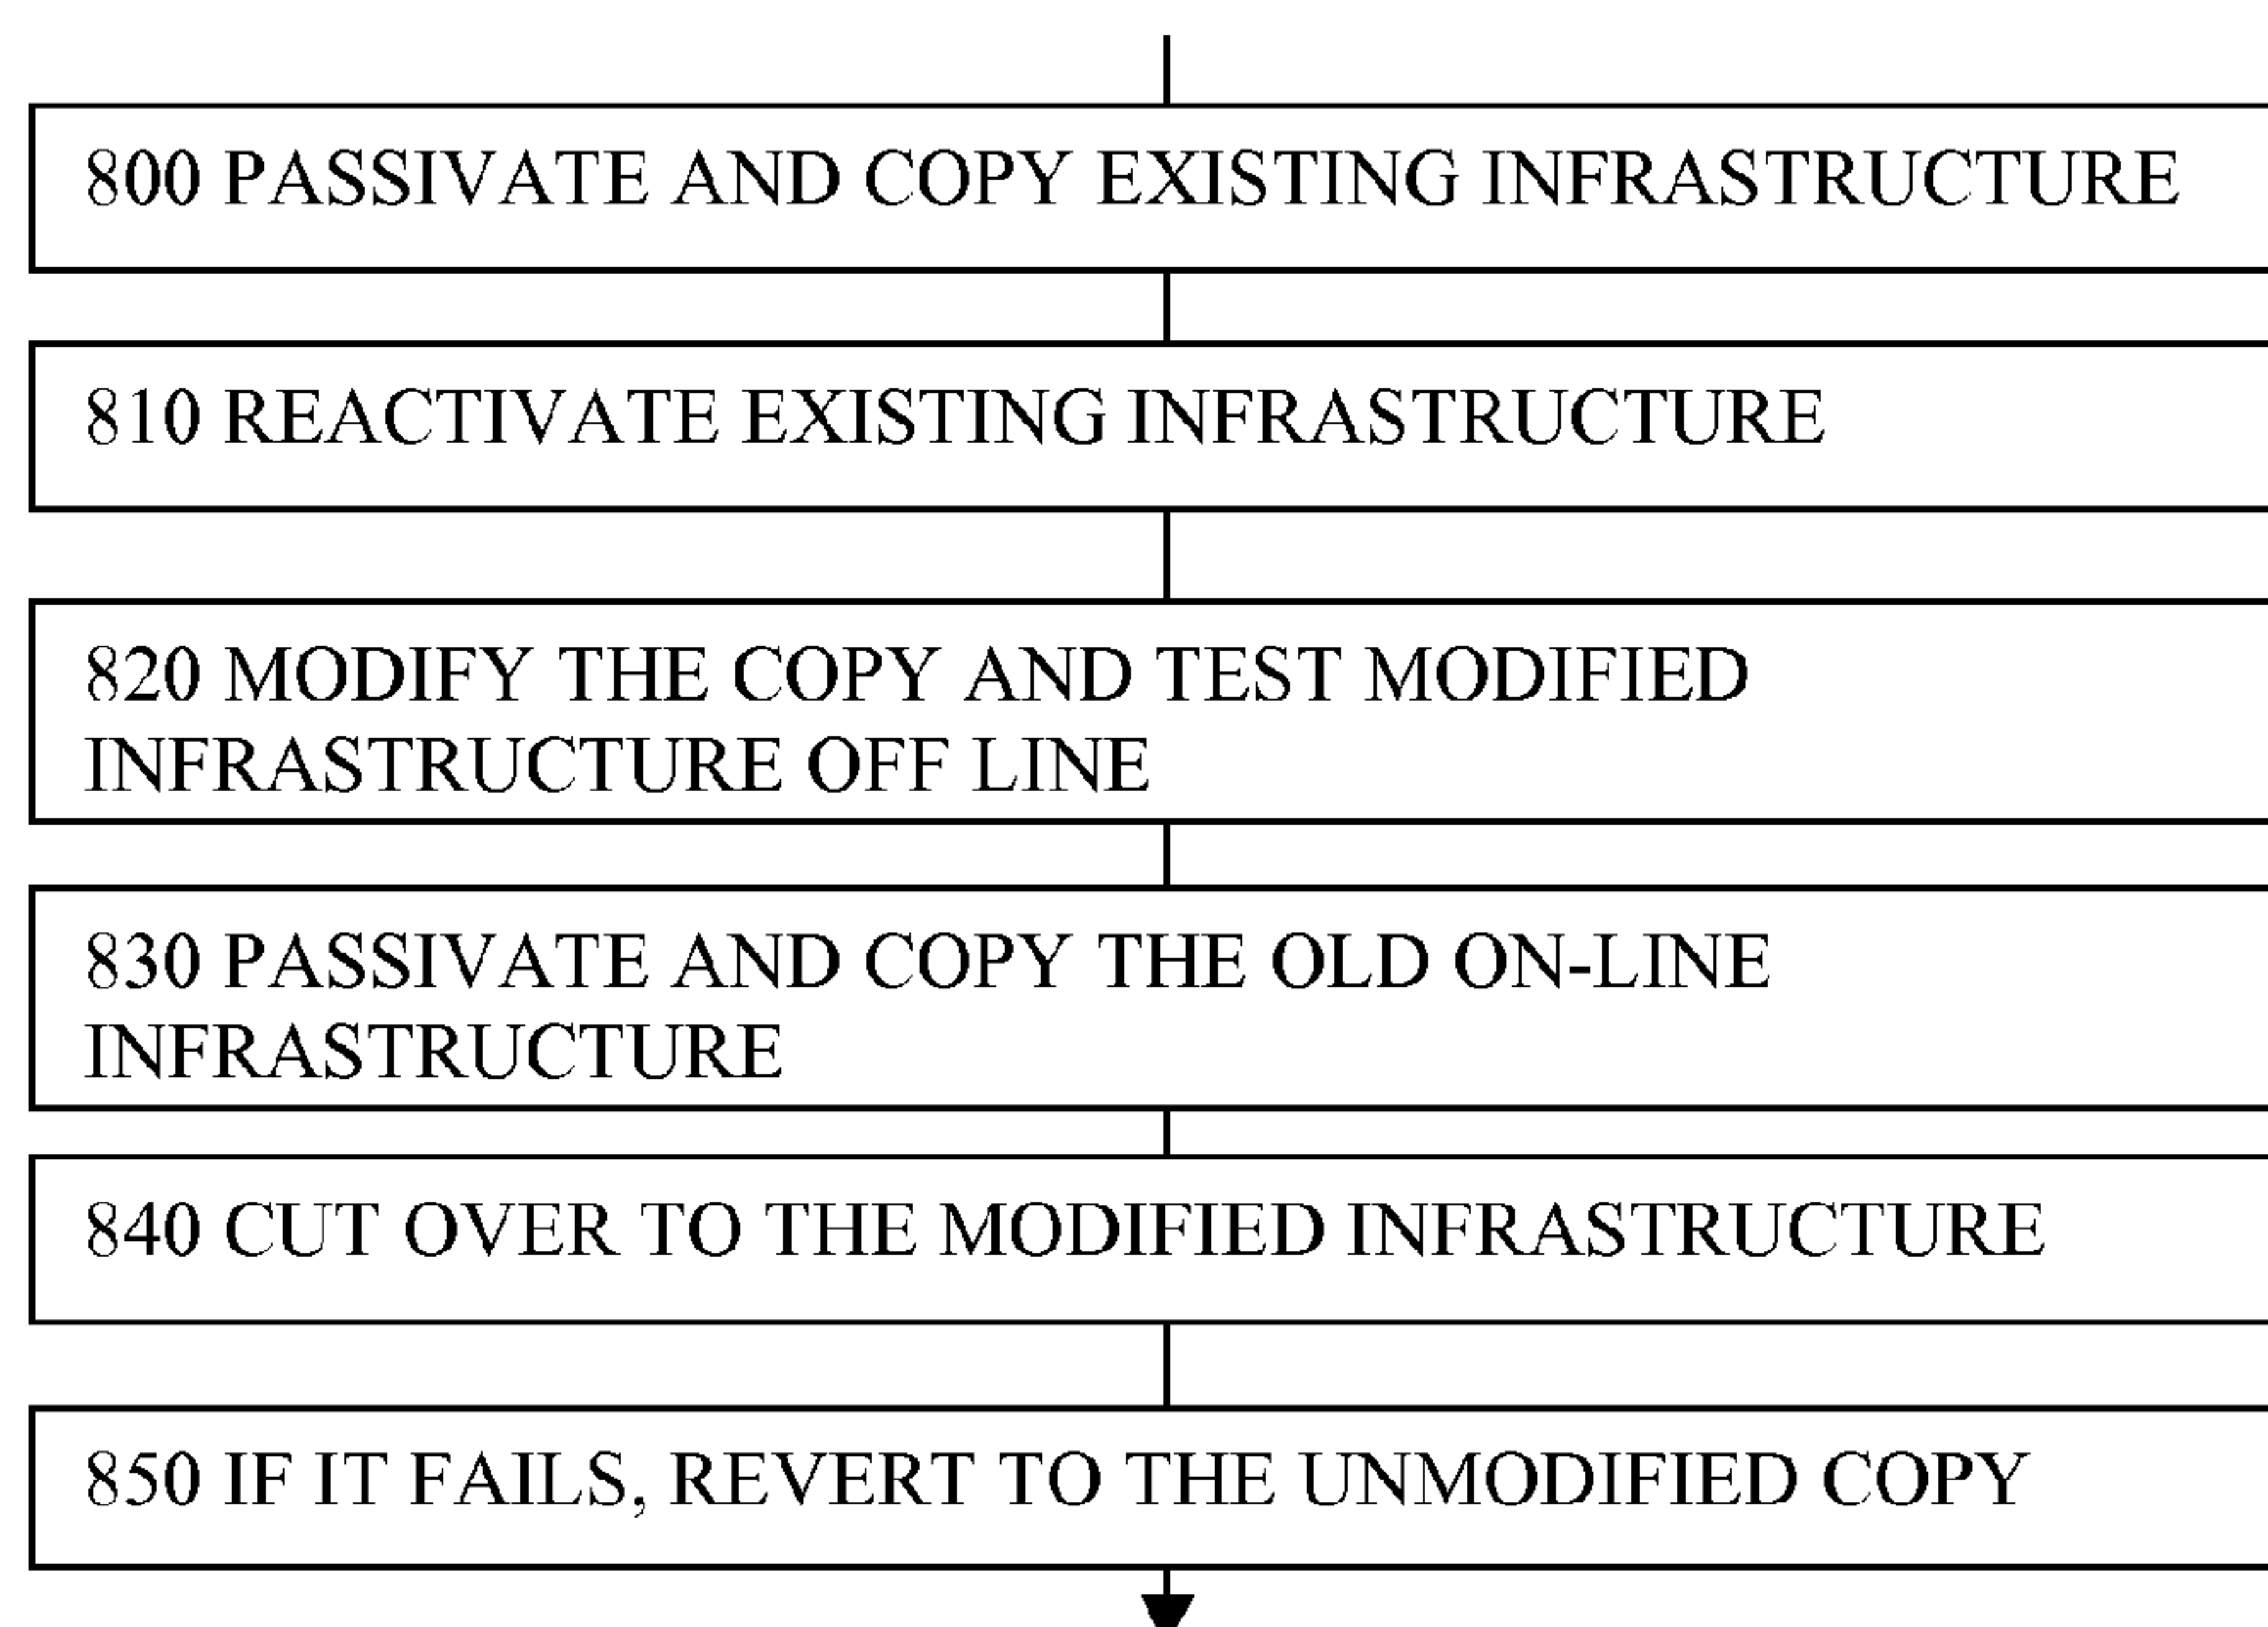 800 PASSIVATE AND COPY EXISTING INFRASTRUCTURE
810 REACTIVATE EXISTING INFRASTRUCTURE
820 MODIFY THE COPY AND TEST MODIFIED
INFRASTRUCTURE OFF LINE
830 PASSIVATE AND COPY THE OLD ON-LINE
INFRASTRUCTURE
840 CUT OVER TO THE MODIFIED INFRASTRUCTURE
850 IF IT FAILS, REVERT TO THE UNMODIFIED COPY